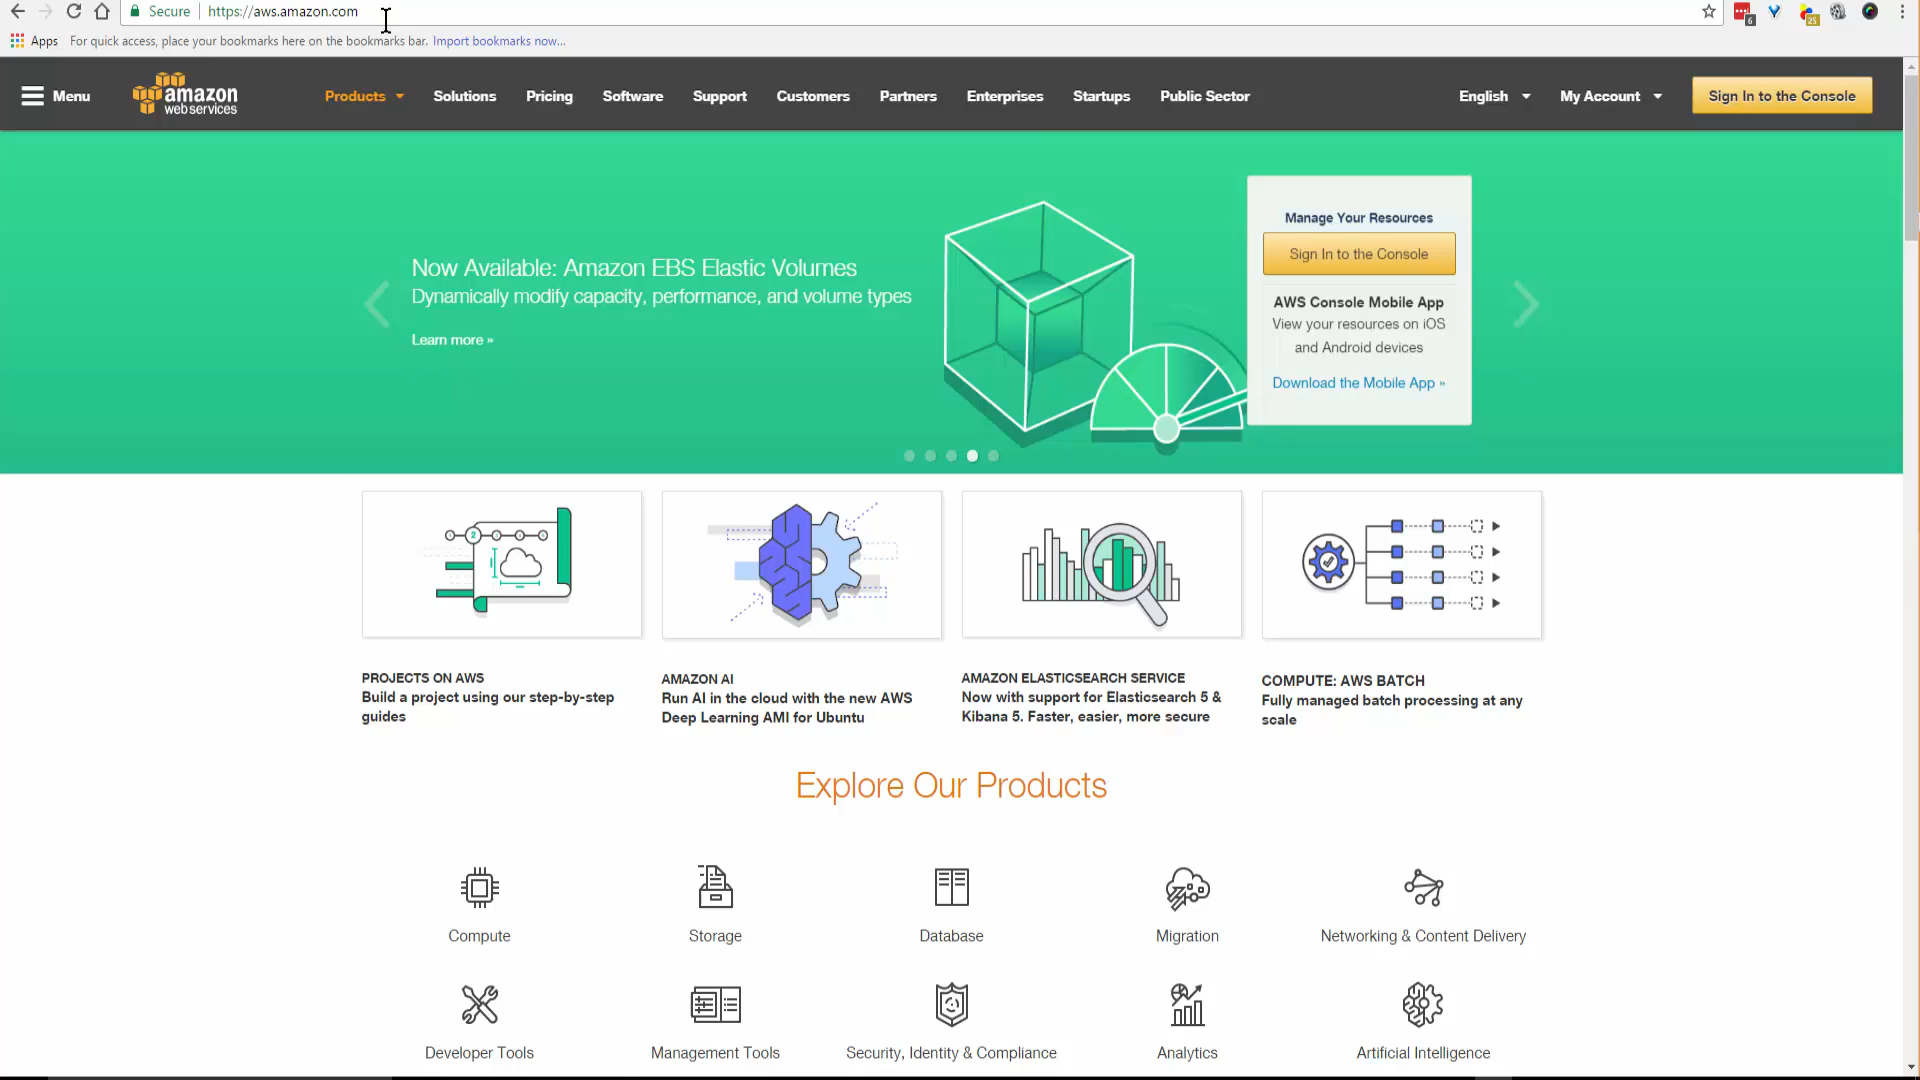 Secure https://aws.amazon.com
6
25
Apps For quick access, place your bookmarks here on the bookmarks bar. Import bookmarks now...
Menu amazon Products Solutions Pricing Software Support Customers Partners Enterprises Startups Public Sector English My Account Sign In to the Console
web services
Manage Your Resources
Sign In to the Console
Now Available: Amazon EBS Elastic Volumes
Dynamically modify capacity, performance, and volume types
Learn more »
AWS Console Mobile App
View your resources on iOS
and Android devices
Download the Mobile App »
2
PROJECTS ON AWS
Build a project using our step-by-step
guides
AMAZON AI
Run AI in the cloud with the new AWS
Deep Learning AMI for Ubuntu
AMAZON ELASTICSEARCH SERVICE
Now with support for Elasticsearch 5 &
Kibana 5. Faster, easier, more secure
COMPUTE: AWS BATCH
Fully managed batch processing at any
scale
Explore Our Products
Compute Storage Database Migration Networking & Content Delivery
Developer Tools Management Tools Security, Identity & Compliance Analytics Artificial Intelligence